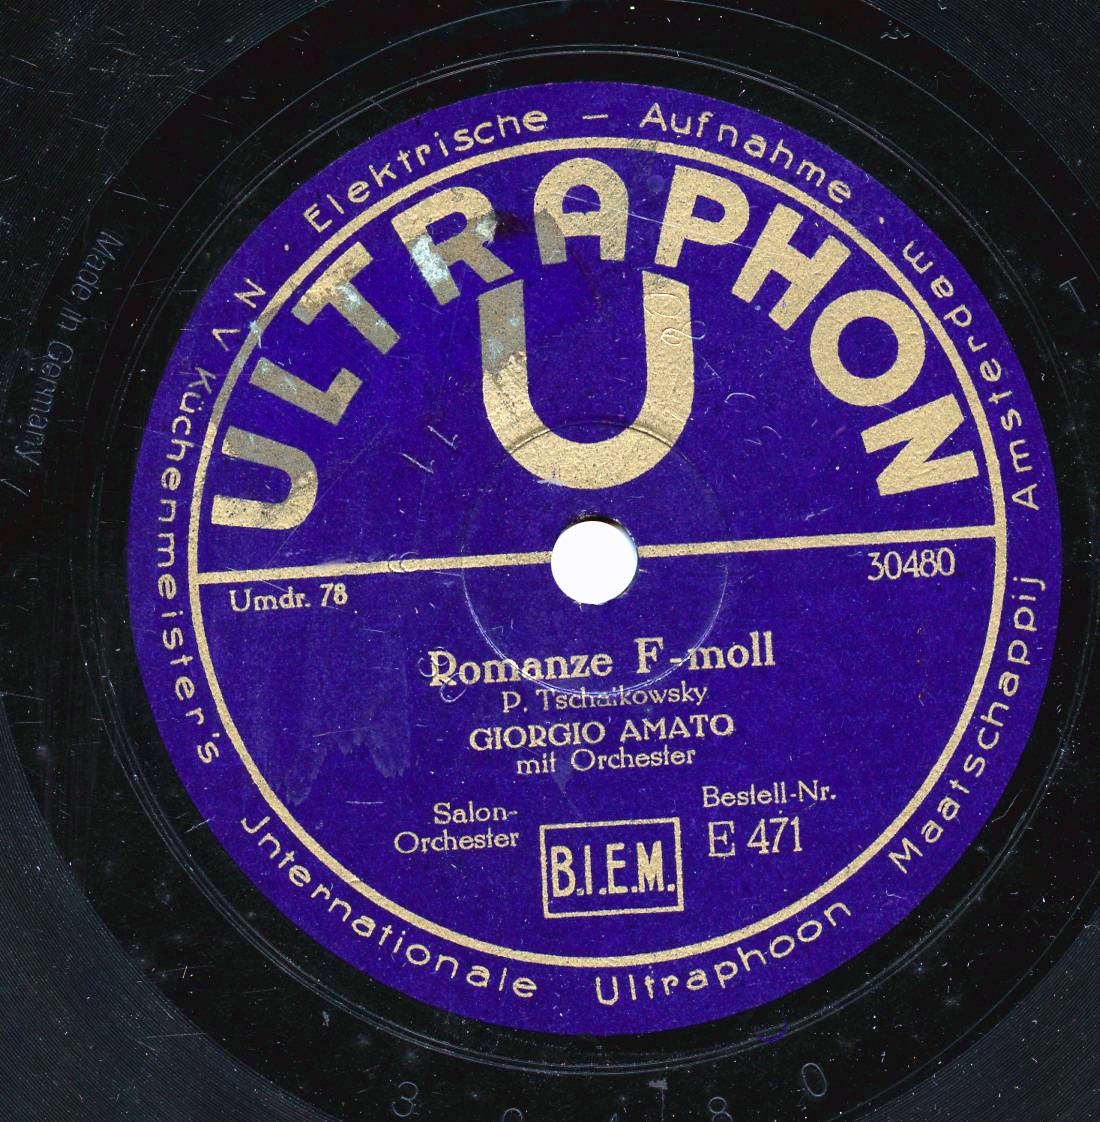 Elektrische – Aufnahme ·
N V Küchenmeister's Jnternationale Ultraphoon Maatschappij Amsterdam ·
ULTRAPHON
U
Umdr. 78
30480
Romanze F-moll
P. Tschaikowsky
GIORGIO AMATO
mit Orchester
Salon-
Orchester
B.I.E.M.
Bestell-Nr.
E 471
Made in Germany
30480